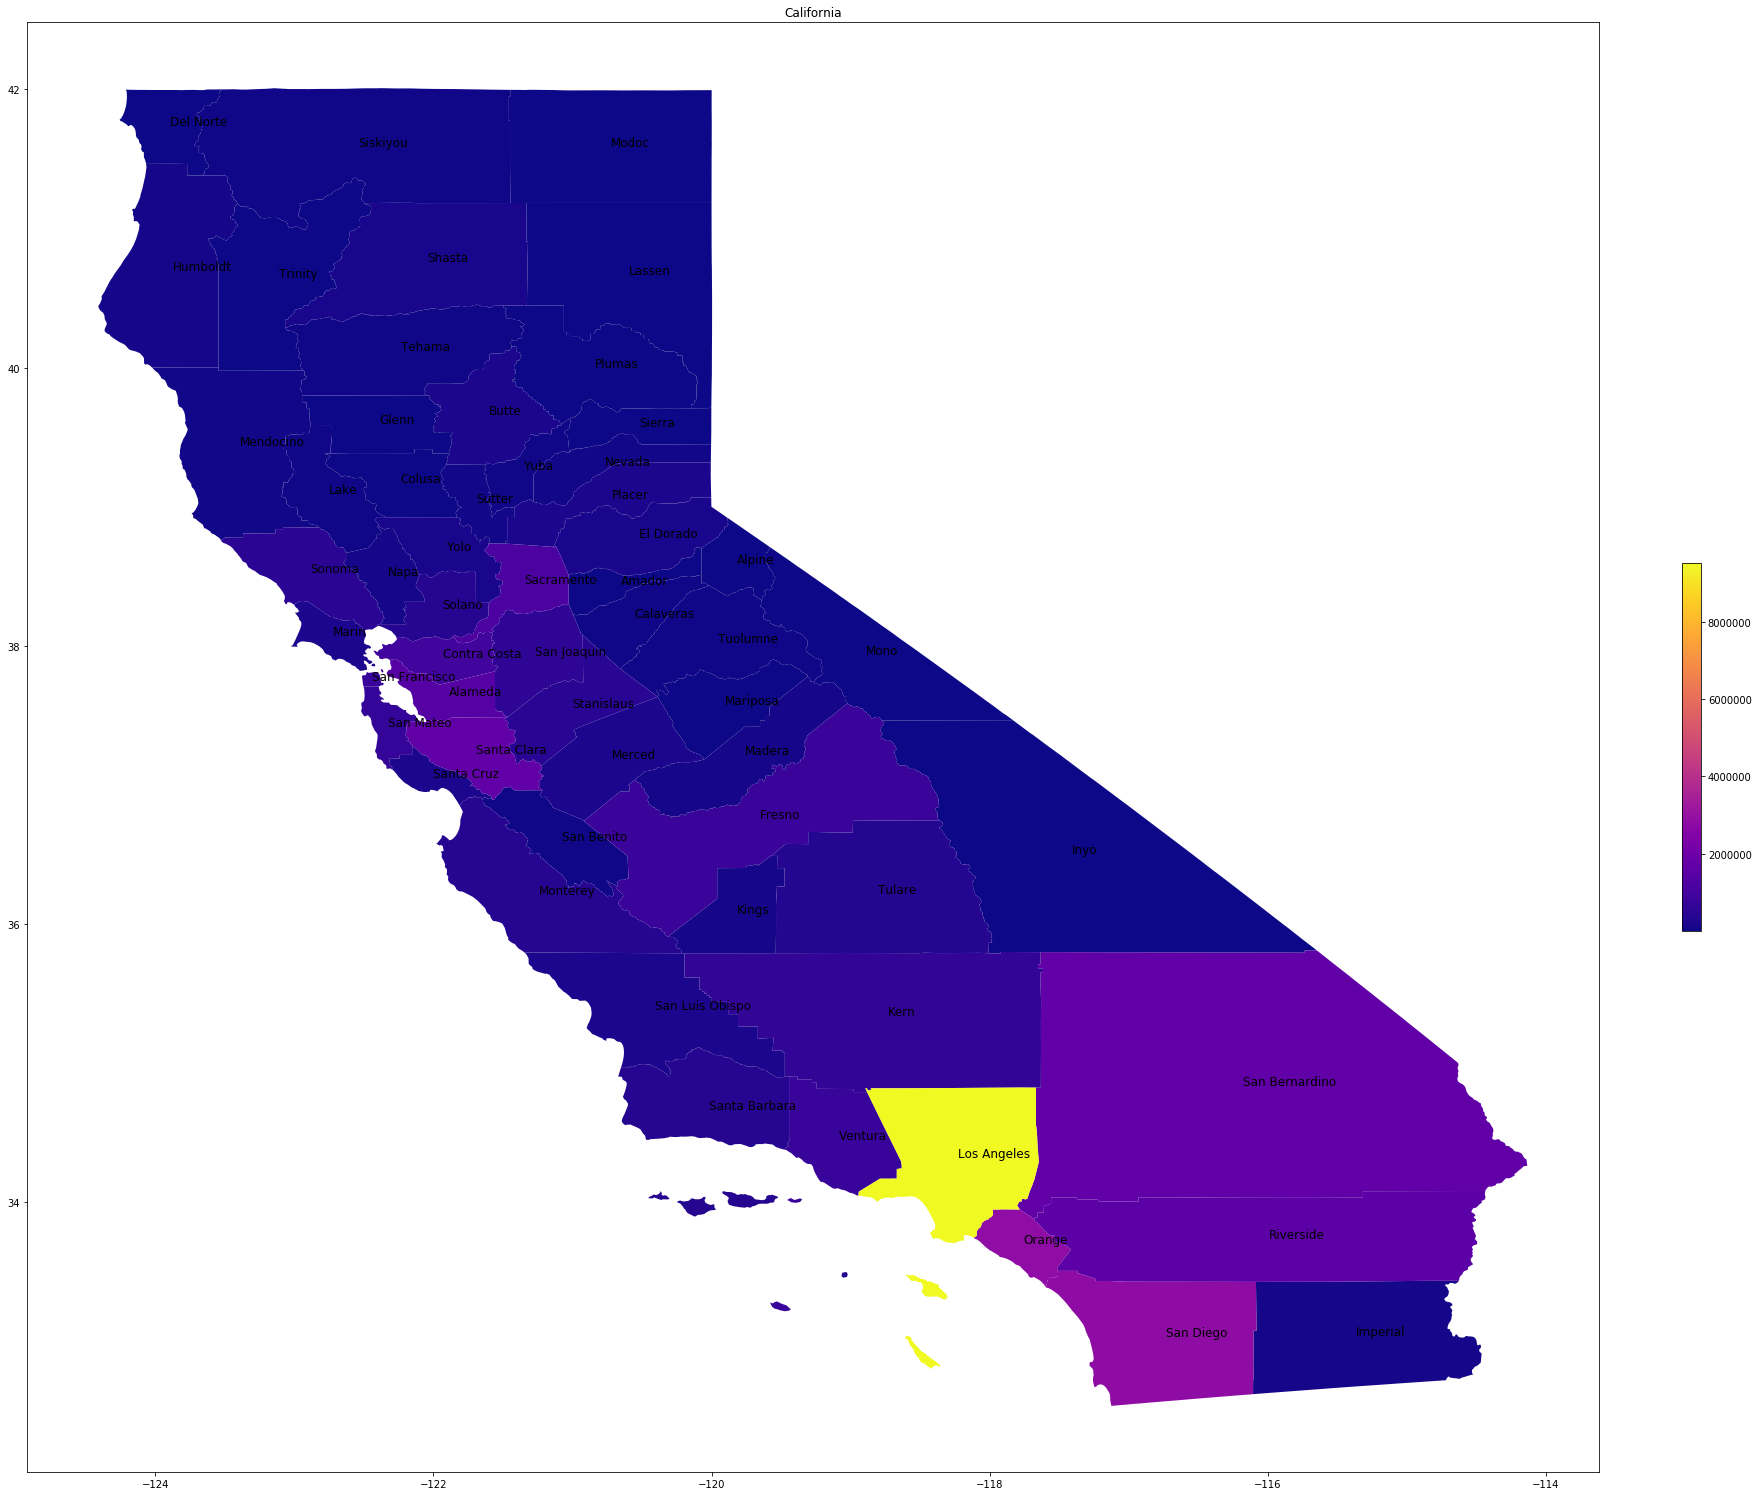 California
42
Del Norte
Siskiyou
Modoc
Shasta
Humboldt
Trinity
Lassen
Tehama
40
Plumas
Butte
Glenn
Sierra
Mendocino
Nevada
Yuba
Colusa
Lake
Sutter
Placer
El Dorado
Yolo
Alpine
Sonoma
Napa
Sacramento
Amador
Solano
Calaveras
8000000
Marin
38
Tuolumne
Contra Costa
San Joaquin
Mono
San Francisco
Alameda
Mariposa
6000000
Stanislaus
San Mateo
Santa Clara
Merced
Madera
Santa Cruz
4000000
Fresno
San Benito
Inyo
2000000
Monterey
Tulare
Kings
36
San Luis Obispo
Kern
San Bernardino
Santa Barbara
Ventura
Los Angeles
34
Riverside
Orange
San Diego
Imperial
−124
−122
−120
−118
−116
−114